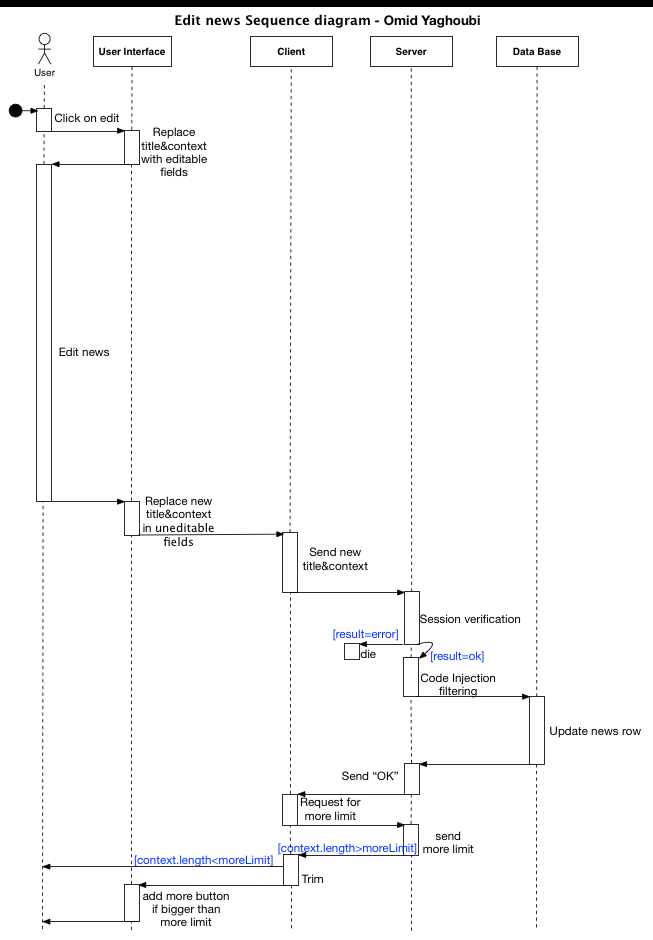 Edit news Sequence diagram - Omid Yaghoubi
User Interface
Client
Server
Data Base
User
Click on edit
Replace
title&context
with editable
fields
Edit news
Replace new
title&context
in uneditable
fields
Send new
title&context
Session verification
[result=error]
die
[result=ok]
Code Injection
filtering
Update news row
Send “OK”
Request for
more limit
send
more limit
[context.length>moreLimit]
[context.length<moreLimit]
Trim
add more button
if bigger than
more limit